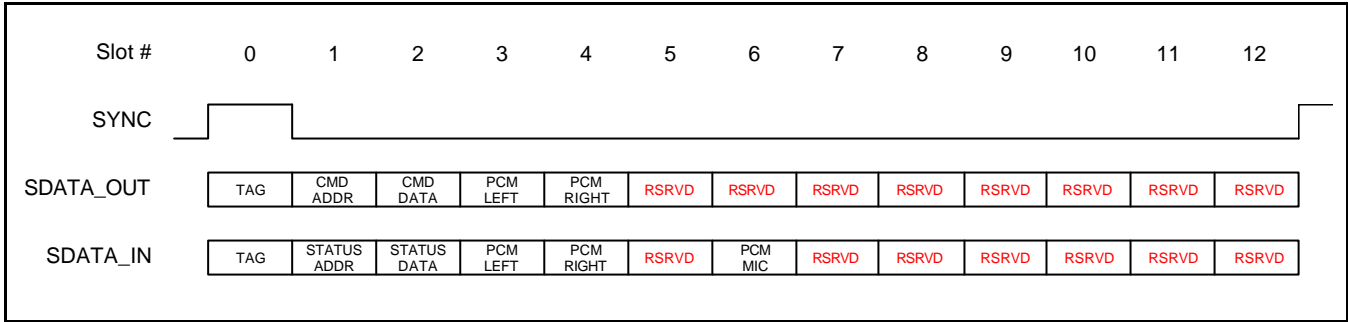 Slot # 0 1 2 3 4 5 6 7 8 9 10 11 12
SYNC
SDATA_OUT TAG CMD ADDR CMD DATA PCM LEFT PCM RIGHT RSRVD RSRVD RSRVD RSRVD RSRVD RSRVD RSRVD RSRVD
SDATA_IN TAG STATUS ADDR STATUS DATA PCM LEFT PCM RIGHT RSRVD PCM MIC RSRVD RSRVD RSRVD RSRVD RSRVD RSRVD